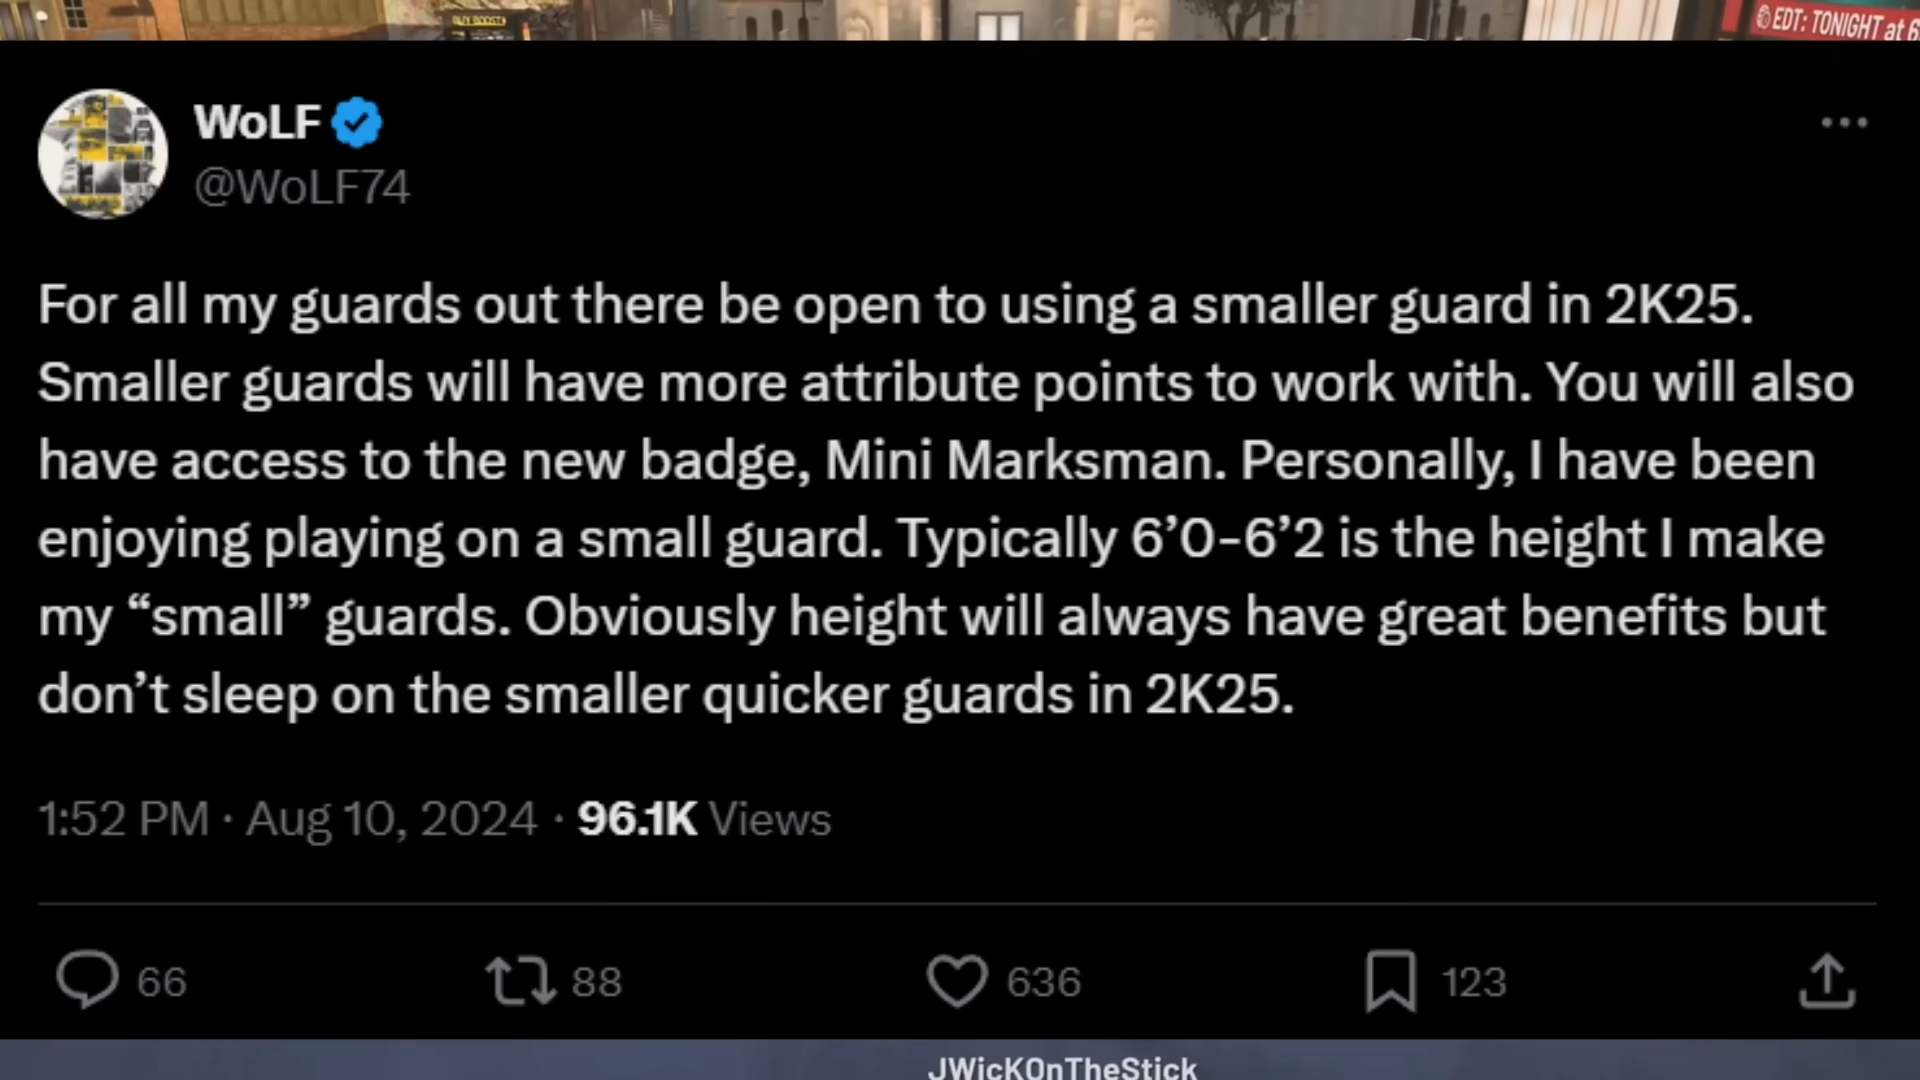 BUY BOOSTS
EDT: TONIGHT at 6
WoLF
@WoLF74
For all my guards out there be open to using a smaller guard in 2K25.
Smaller guards will have more attribute points to work with. You will also
have access to the new badge, Mini Marksman. Personally, I have been
enjoying playing on a small guard. Typically 6’0-6’2 is the height I make
my “small” guards. Obviously height will always have great benefits but
don’t sleep on the smaller quicker guards in 2K25.
1:52 PM · Aug 10, 2024 · 96.1K Views
66 88 636 123
JWicKOnTheStick